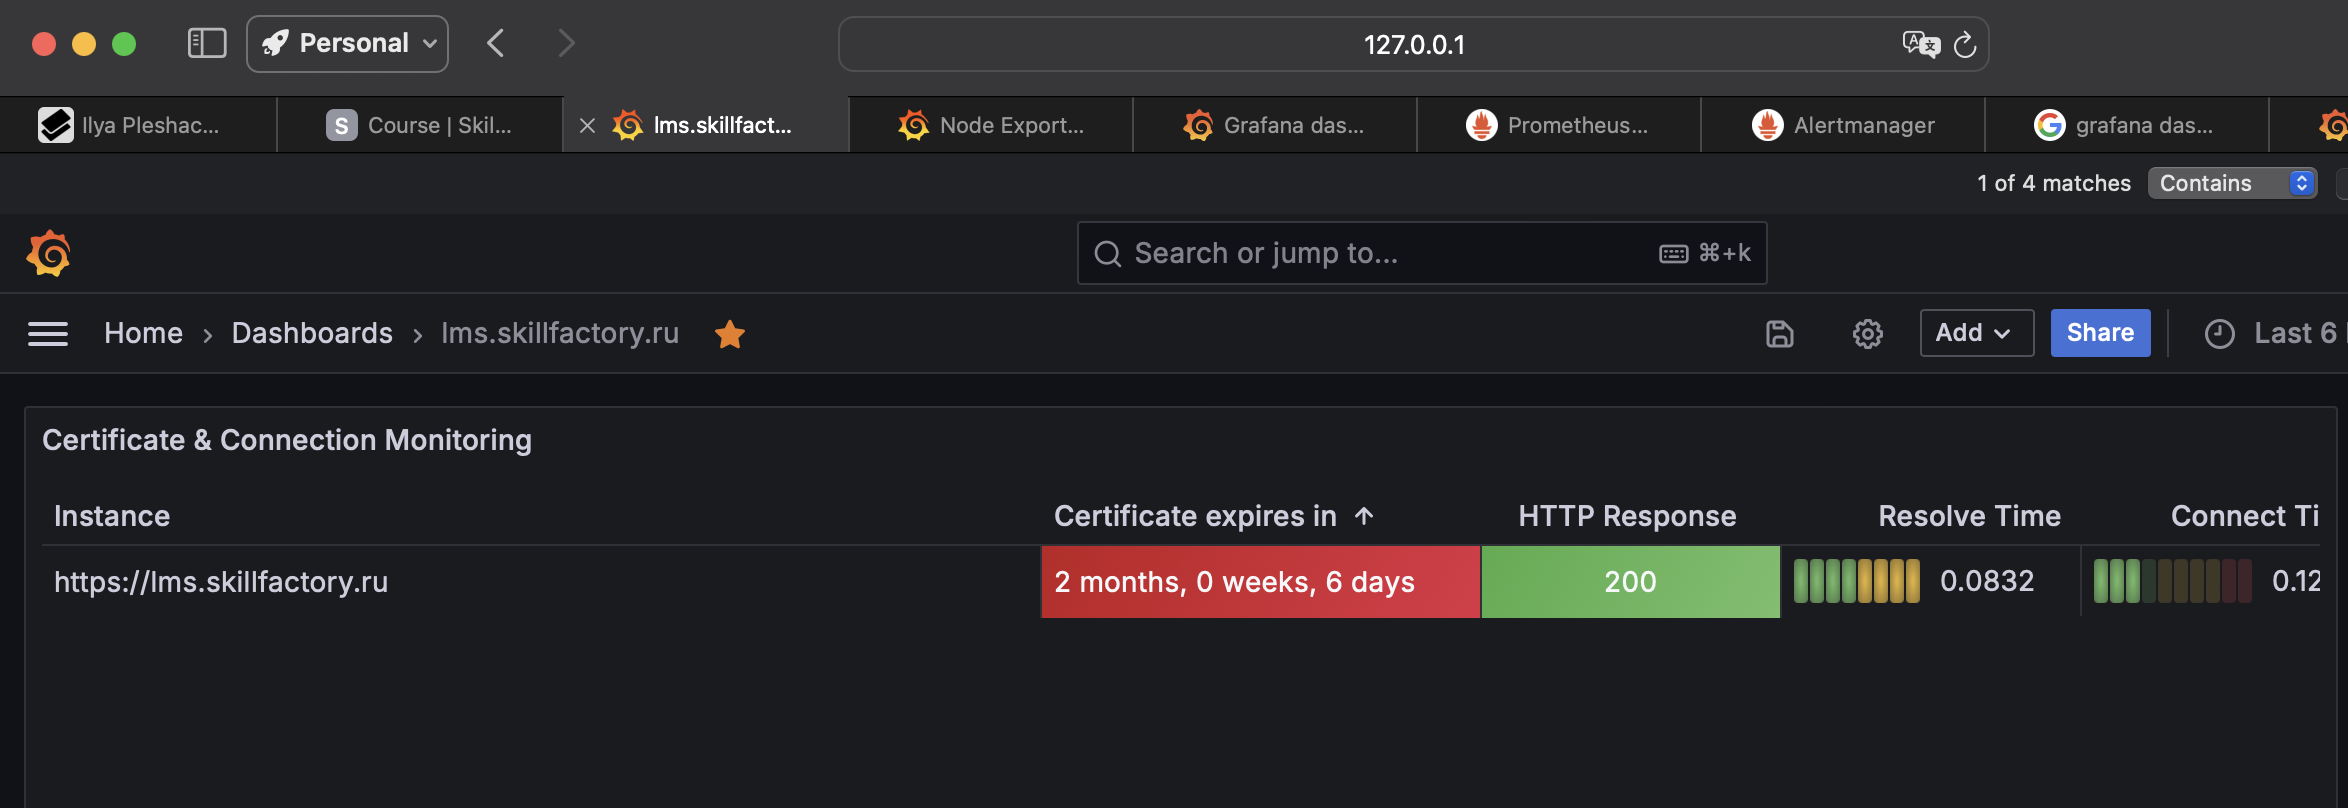 Personal
127.0.0.1
Ilya Pleshac...
S Course | Skil...
lms.skillfact...
Node Export...
Grafana das...
Prometheus...
Alertmanager
grafana das...
1 of 4 matches
Contains
Search or jump to...
⌘+k
Home › Dashboards › lms.skillfactory.ru
Add
Share
Last 6
Certificate & Connection Monitoring
Instance
Certificate expires in ↑
HTTP Response
Resolve Time
Connect Ti
https://lms.skillfactory.ru
2 months, 0 weeks, 6 days
200
0.0832
0.12